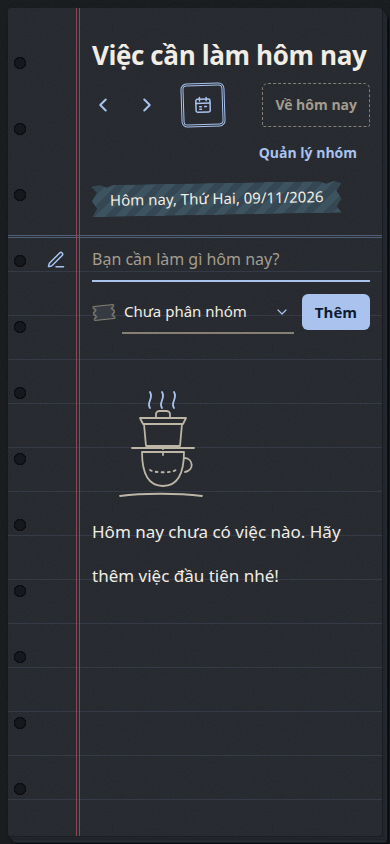 Việc cần làm hôm nay
Về hôm nay
Quản lý nhóm
Hôm nay, Thứ Hai, 09/11/2026
Bạn cần làm gì hôm nay?
Chưa phân nhóm
Thêm
Hôm nay chưa có việc nào. Hãy
thêm việc đầu tiên nhé!